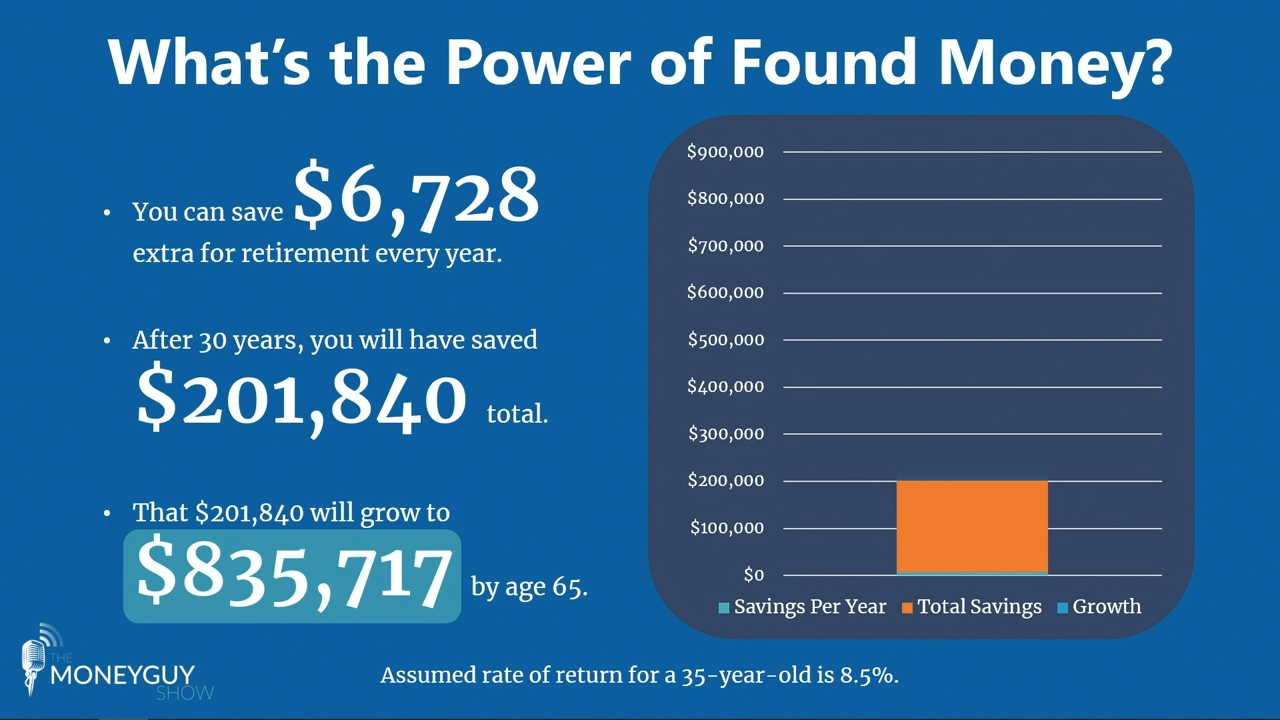 What's the Power of Found Money?
• You can save $6,728
extra for retirement every year.
• After 30 years, you will have saved
$201,840 total.
• That $201,840 will grow to
$835,717 by age 65.
$900,000
$800,000
$700,000
$600,000
$500,000
$400,000
$300,000
$200,000
$100,000
$0
Savings Per Year Total Savings Growth
THE
MONEYGUY
SHOW
Assumed rate of return for a 35-year-old is 8.5%.